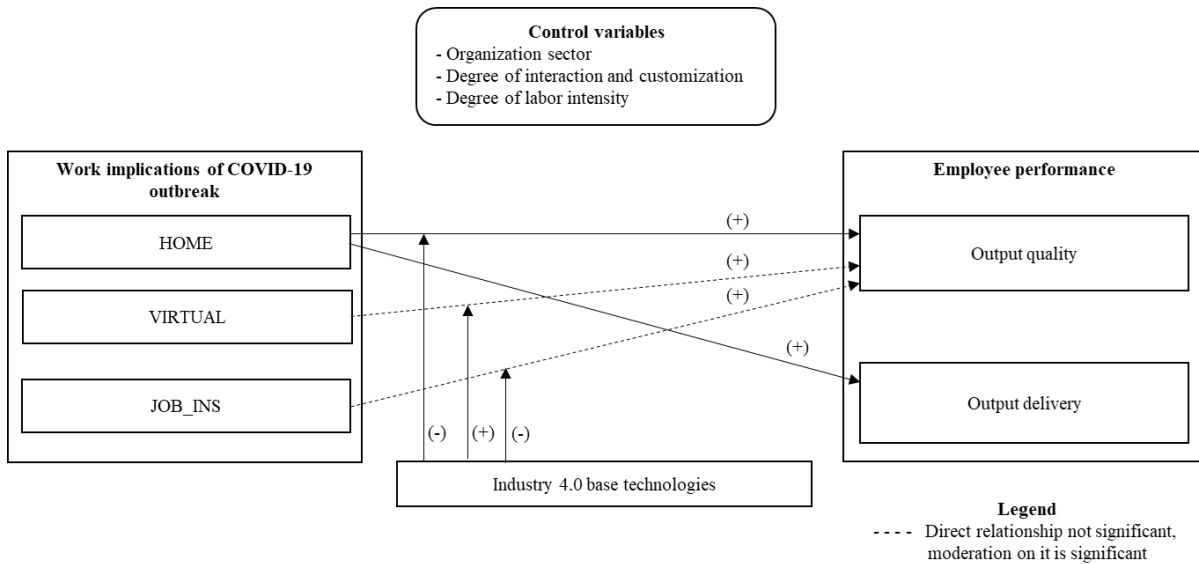 Control variables
- Organization sector
- Degree of interaction and customization
- Degree of labor intensity
Work implications of COVID-19
outbreak
HOME
VIRTUAL
JOB_INS
Employee performance
Output quality
Output delivery
(+)
(+)
(+)
(+)
(-)
(+)
(-)
Industry 4.0 base technologies
Legend
- - - - Direct relationship not significant,
moderation on it is significant